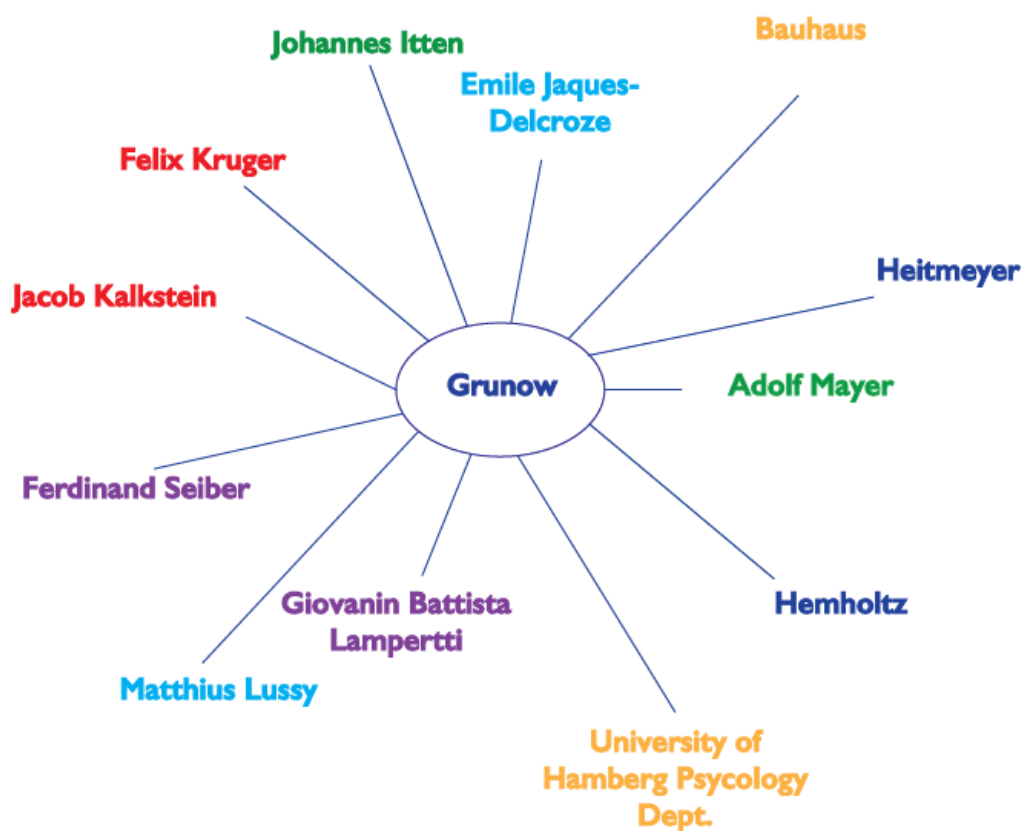 Bauhaus
Johannes Itten
Emile Jaques-
Delcroze
Felix Kruger
Heitmeyer
Jacob Kalkstein
Grunow
Adolf Mayer
Ferdinand Seiber
Giovanin Battista
Lampertti
Hemholtz
Matthius Lussy
University of
Hamberg Psycology
Dept.